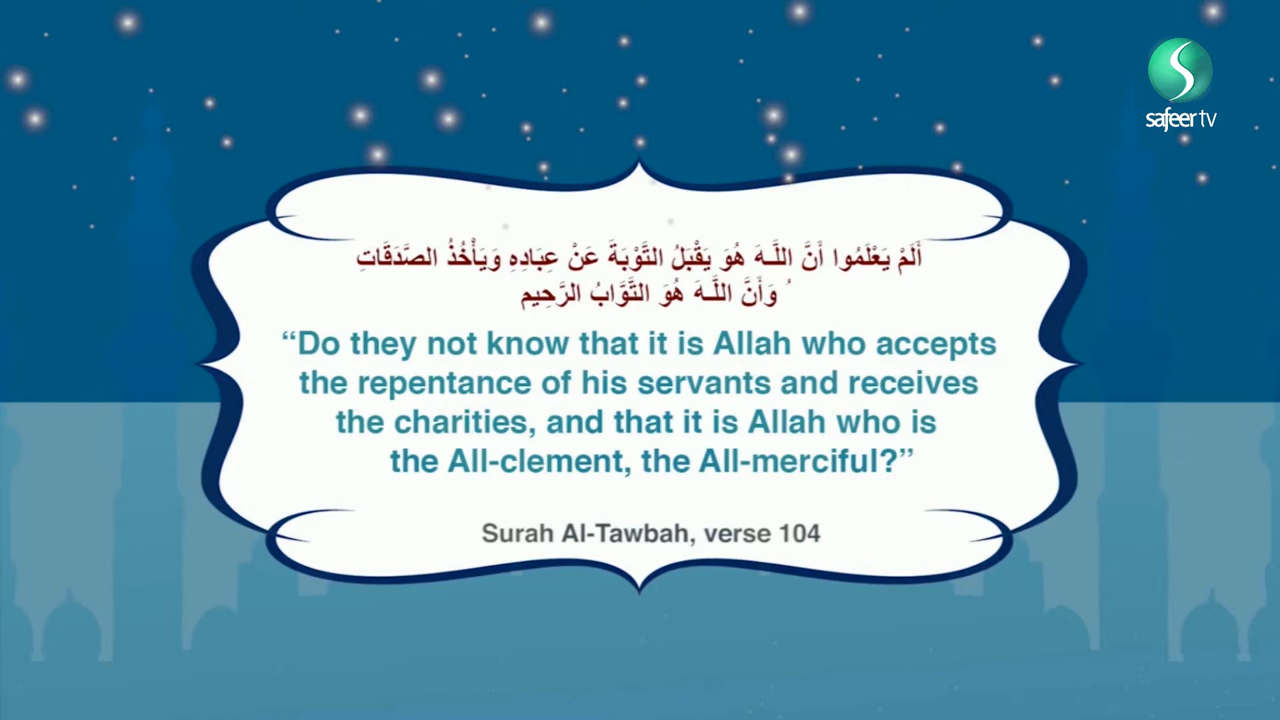 safeer tv
أَلَمْ يَعْلَمُوا أَنَّ اللَّـهَ هُوَ يَقْبَلُ التَّوْبَةَ عَنْ عِبَادِهِ وَيَأْخُذُ الصَّدَقَاتِ
ُ وَأَنَّ اللَّـهَ هُوَ التَّوَّابُ الرَّحِيم
“Do they not know that it is Allah who accepts
the repentance of his servants and receives
the charities, and that it is Allah who is
the All-clement, the All-merciful?”
Surah Al-Tawbah, verse 104